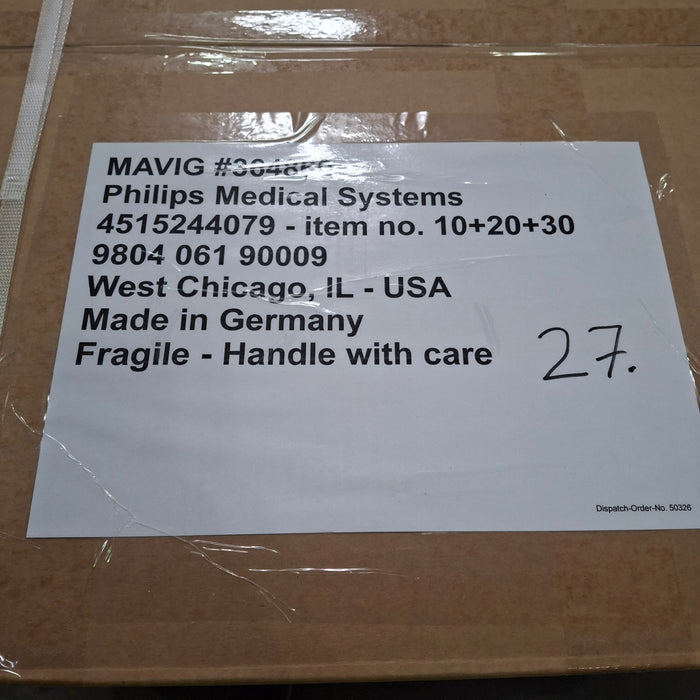 MAVIG
Philips Medical Systems
4515244079 - item no. 10+20+30
9804 061 90009
West Chicago, IL - USA
Made in Germany
Fragile - Handle with care
27.
Dispatch-Order-No. 50326